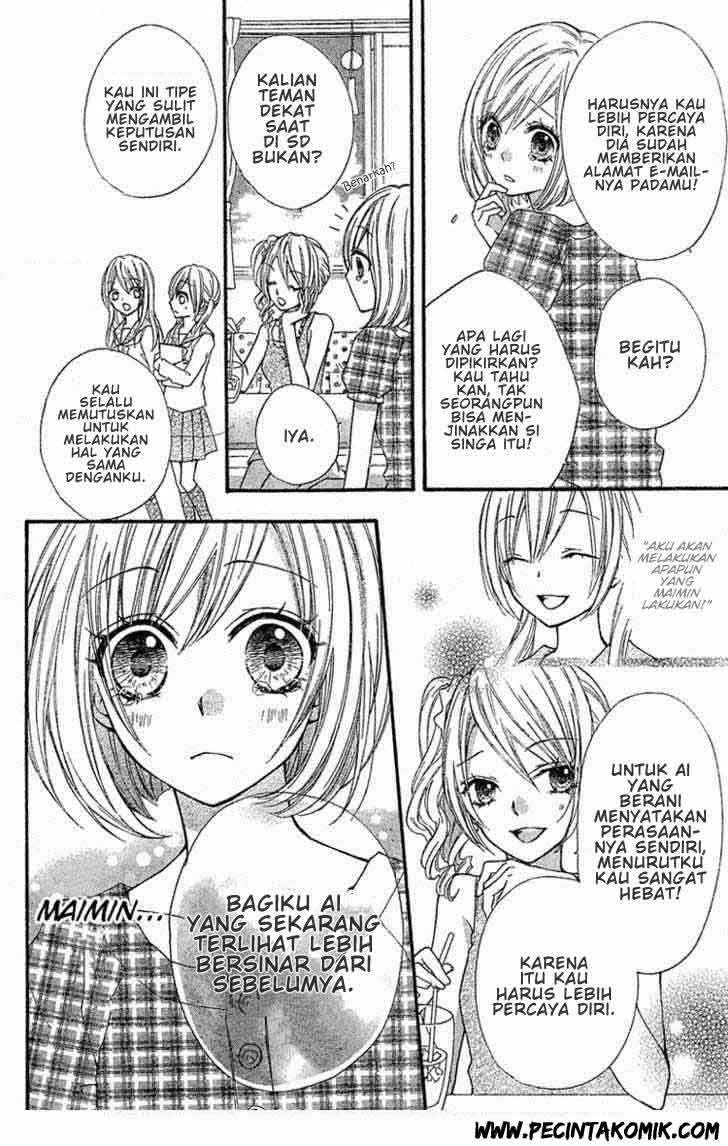 HARUSNYA KAU
LEBIH PERCAYA
DIRI, KARENA
DIA SUDAH
MEMBERIKAN
ALAMAT E-MAIL-
NYA PADAMU!
BEGITU
KAH?
APA LAGI
YANG HARUS
DIPIKIRKAN?
KAU TAHU
KAN, TAK
SEORANGPUN
BISA MEN-
JINAKKAN SI
SINGA ITU!
KALIAN
TEMAN
DEKAT
SAAT
DI SD
BUKAN?
Benarkah?
IYA.
KAU INI TIPE
YANG SULIT
MENGAMBIL
KEPUTUSAN
SENDIRI.
KAU
SELALU
MEMUTUSKAN
UNTUK
MELAKUKAN
HAL YANG
SAMA
DENGANKU.
"AKU AKAN
MELAKUKAN
APAPUN
YANG
MAIMIN
LAKUKAN!"
UNTUK AI
YANG
BERANI
MENYATAKAN
PERASAAN-
NYA SENDIRI,
MENURUTKU
KAU SANGAT
HEBAT!
KARENA
ITU KAU
HARUS LEBIH
PERCAYA DIRI.
BAGIKU AI
YANG SEKARANG
TERLIHAT LEBIH
BERSINAR DARI
SEBELUMYA.
MAIMIN...
WWW.PECINTAKOMIK.COM